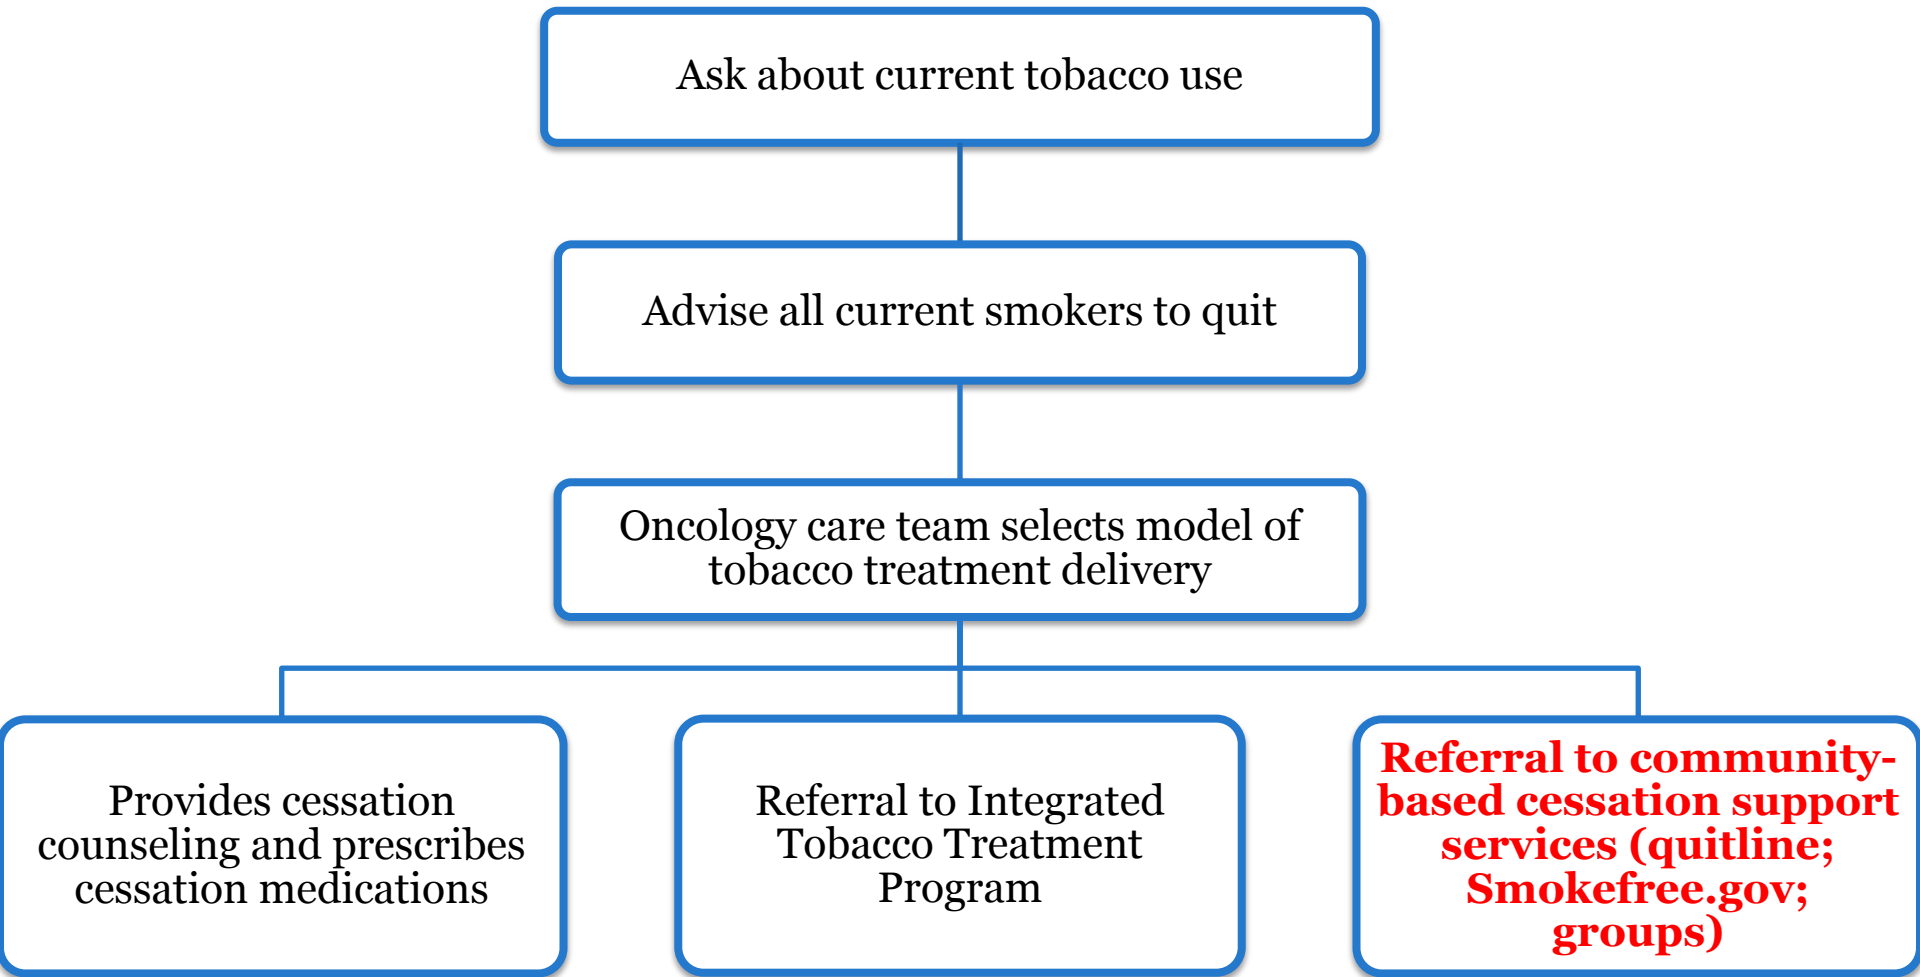 Ask about current tobacco use
Advise all current smokers to quit
Oncology care team selects model of
tobacco treatment delivery
Provides cessation
counseling and prescribes
cessation medications
Referral to Integrated
Tobacco Treatment
Program
Referral to community-
based cessation support
services (quitline;
Smokefree.gov;
groups)